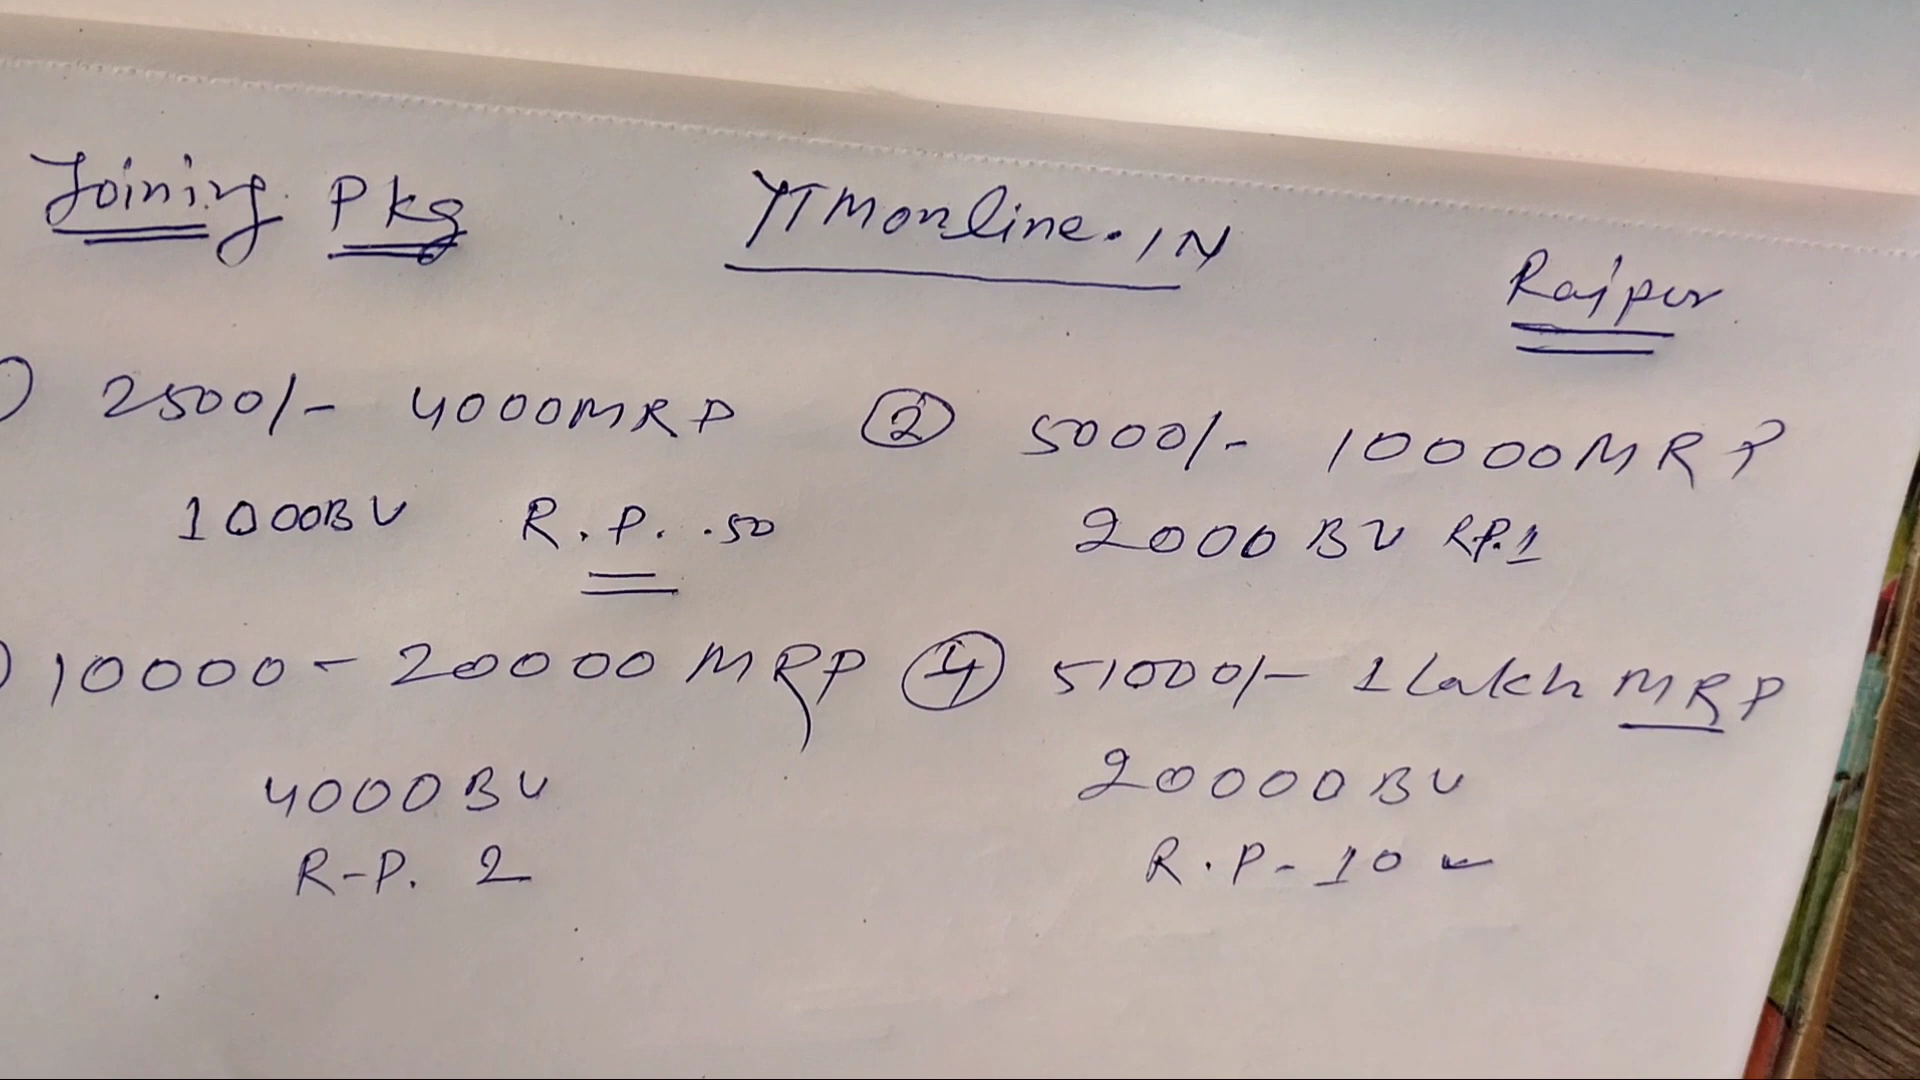 Joining Pkg YTMonline.IN Raipur
2500/- 4000MRP ② 5000/- 10000MRP
1000BV R.P. .50 2000 BV RP.1
10000 - 20000 MRP ④ 51000/- 1 Lakh MRP
4000BV 20000BV
R-P. 2 R.P- 10